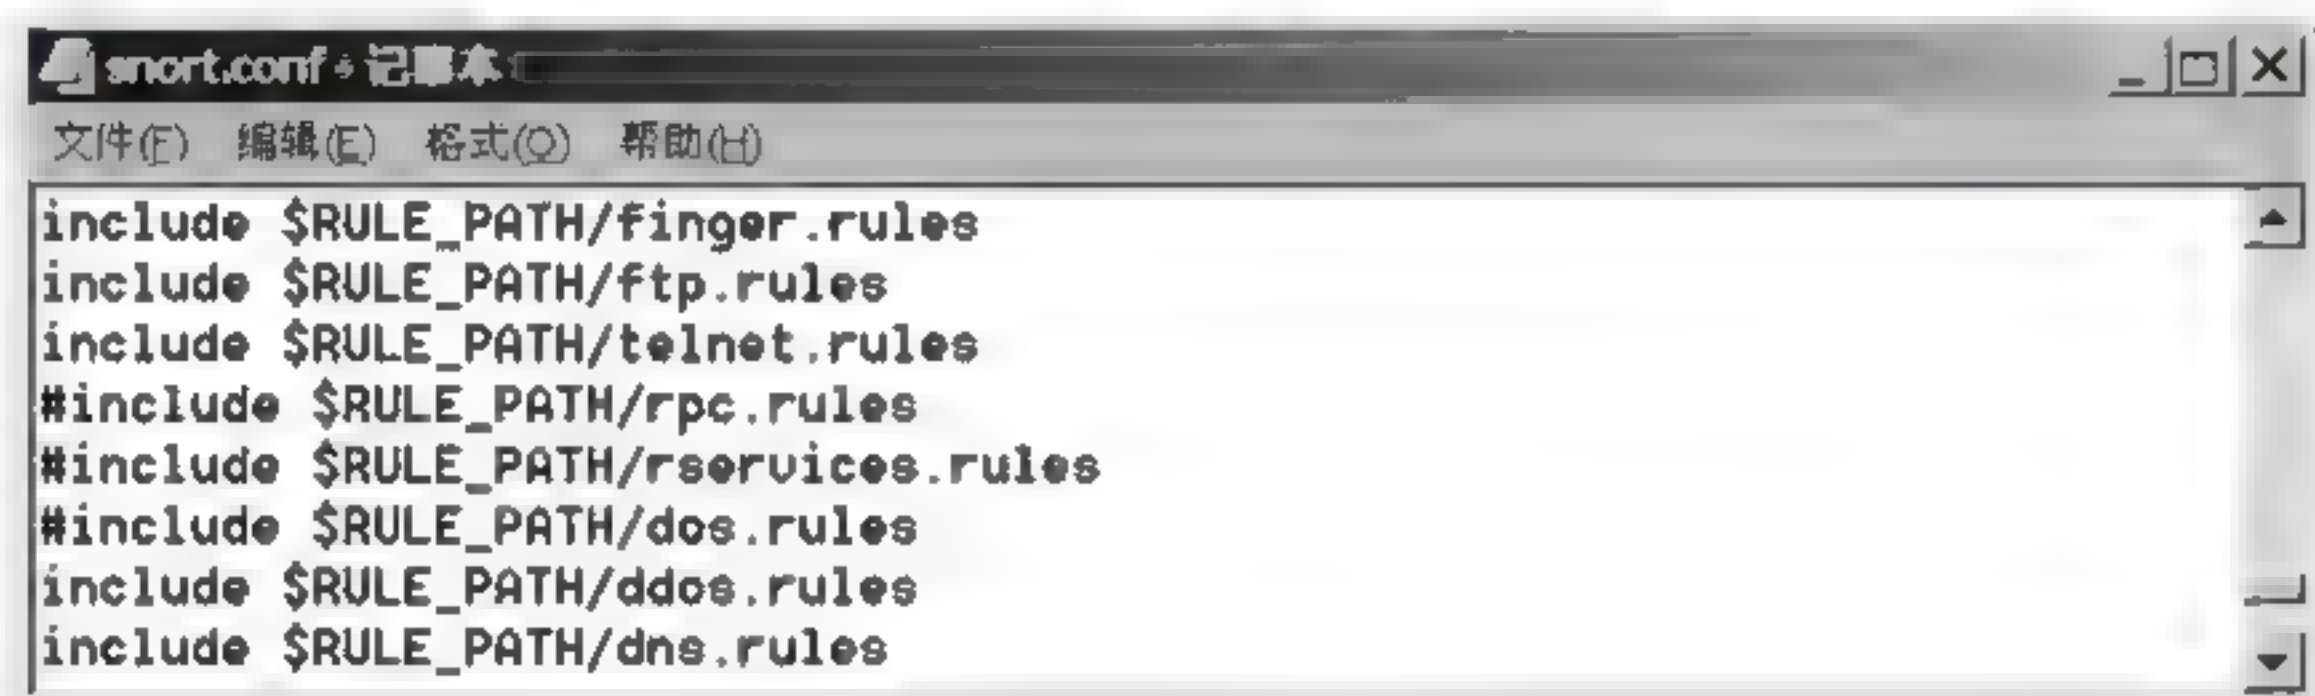 snort.conf - 记事本
文件(F) 编辑(E) 格式(O) 帮助(H)
include $RULE_PATH/finger.rules
include $RULE_PATH/ftp.rules
include $RULE_PATH/telnet.rules
#include $RULE_PATH/rpc.rules
#include $RULE_PATH/rservices.rules
#include $RULE_PATH/dos.rules
include $RULE_PATH/ddos.rules
include $RULE_PATH/dns.rules